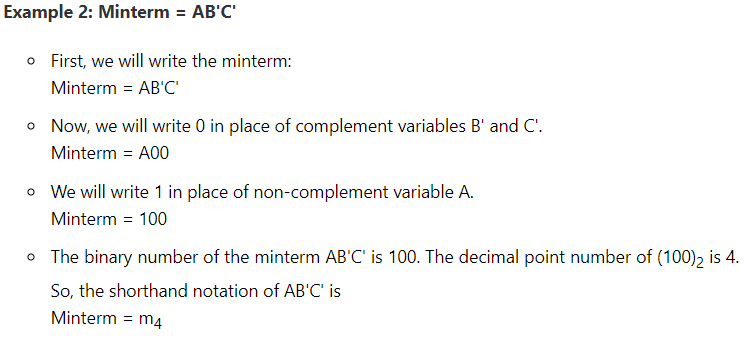 Example 2: Minterm = AB'C'
First, we will write the minterm:
Minterm = AB'C'
Now, we will write 0 in place of complement variables B' and C'.
Minterm = A00
We will write 1 in place of non-complement variable A.
Minterm = 100
The binary number of the minterm AB'C' is 100. The decimal point number of (100)₂ is 4.
So, the shorthand notation of AB'C' is
Minterm = m₄